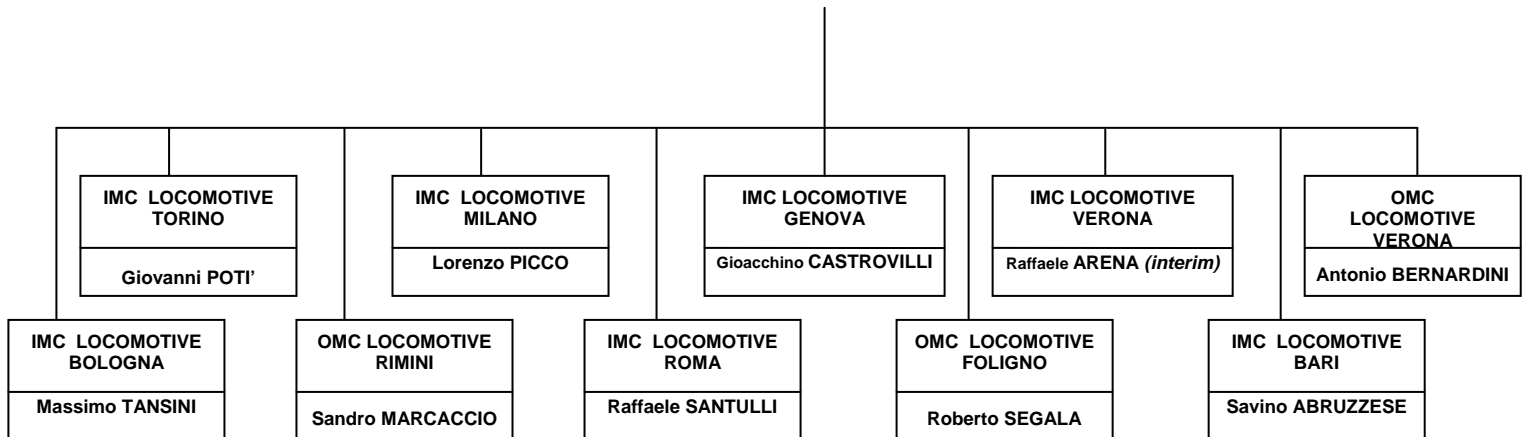 IMC LOCOMOTIVE
TORINO
Giovanni POTI’
IMC LOCOMOTIVE
MILANO
Lorenzo PICCO
IMC LOCOMOTIVE
GENOVA
Gioacchino CASTROVILLI
IMC LOCOMOTIVE
VERONA
Raffaele ARENA (interim)
OMC
LOCOMOTIVE
VERONA
Antonio BERNARDINI
IMC LOCOMOTIVE
BOLOGNA
Massimo TANSINI
OMC LOCOMOTIVE
RIMINI
Sandro MARCACCIO
IMC LOCOMOTIVE
ROMA
Raffaele SANTULLI
OMC LOCOMOTIVE
FOLIGNO
Roberto SEGALA
IMC LOCOMOTIVE
BARI
Savino ABRUZZESE